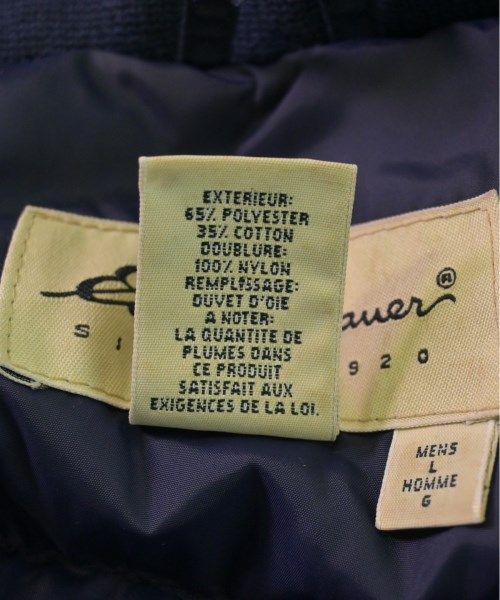 EXTERIEUR:
65% POLYESTER
35% COTTON
DOUBLURE:
100% NYLON
REMPLISSAGE:
DUVET D'OIE
A NOTER:
LA QUANTITE DE
PLUMES DANS
CE PRODUIT
SATISFAIT AUX
EXIGENCES DE LA LOI.
auer®
S I 920
MENS
L
HOMME
G